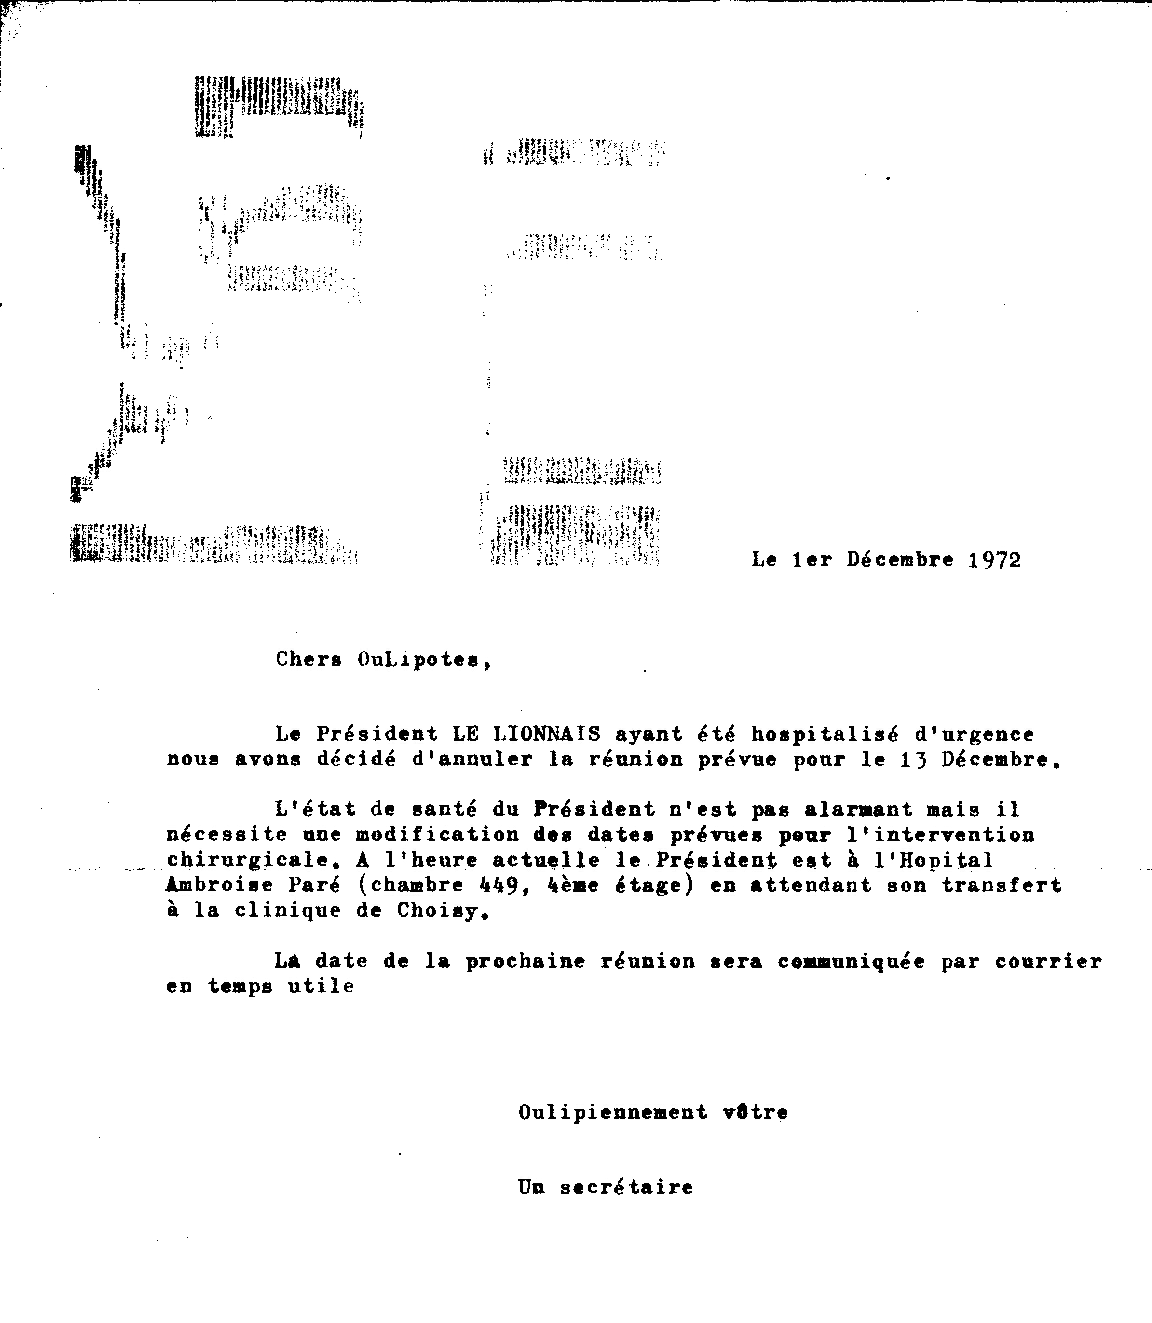 Le 1er Décembre 1972
Chers OuLipotes,
Le Président LE LIONNAIS ayant été hospitalisé d'urgence
nous avons décidé d'annuler la réunion prévue pour le 13 Décembre.
L'état de santé du Président n'est pas alarmant mais il
nécessite une modification des dates prévues pour l'intervention
chirurgicale. A l'heure actuelle le Président est à l'Hopital
Ambroise Paré (chambre 449, 4ème étage) en attendant son transfert
à la clinique de Choisy.
La date de la prochaine réunion sera communiquée par courrier
en temps utile
Oulipiennement vôtre
Un secrétaire